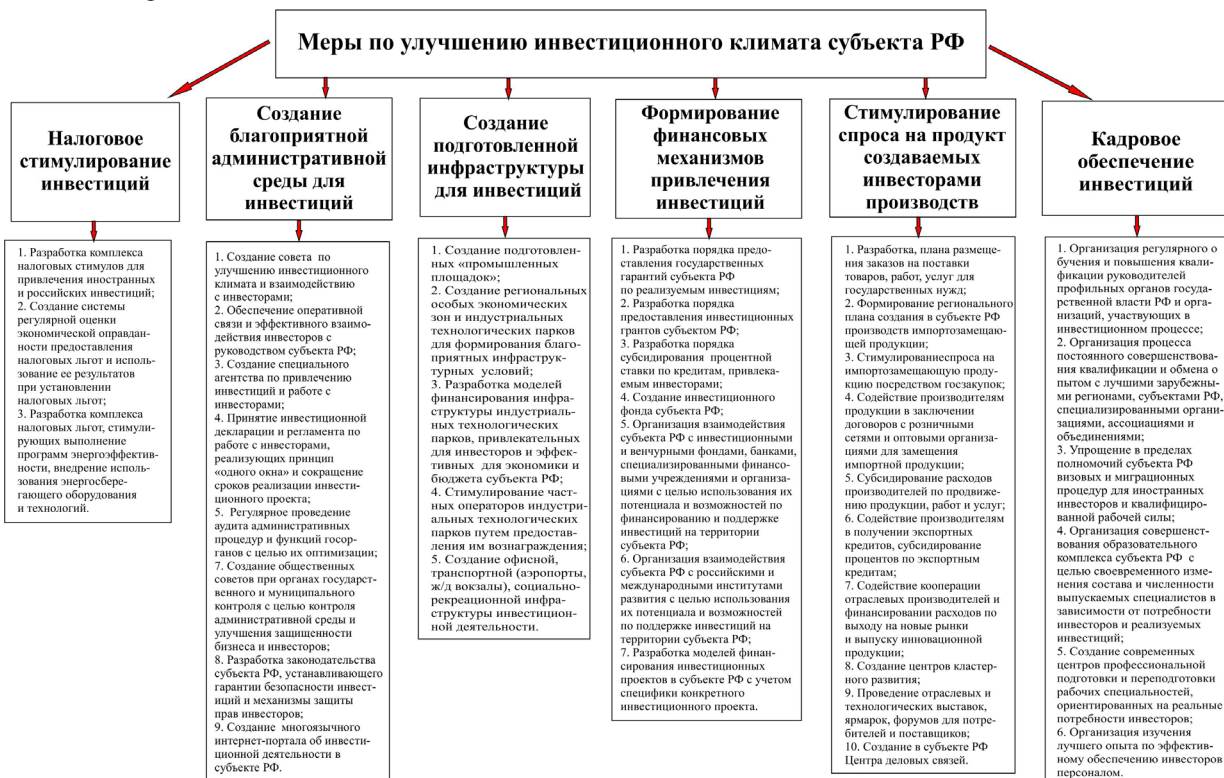 Меры по улучшению инвестиционного климата субъекта РФ
Налоговое
стимулирование
инвестиций
1. Разработка комплекса
налоговых стимулов для
привлечения иностранных
и российских инвестиций;
2. Создание системы
регулярной оценки
экономической оправдан-
ности предоставления
налоговых льгот и исполь-
зование ее результатов
при установлении
налоговых льгот;
3. Разработка комплекса
налоговых льгот, стимули-
рующих выполнение
программ энергоэффектив-
ности, внедрение исполь-
зования энергосбере-
гающего оборудования
и технологий.
Создание
благоприятной
административной
среды для
инвестиций
1. Создание совета по
улучшению инвестиционного
климата и взаимодействию
с инвесторами;
2. Обеспечение оперативной
связи и эффективного взаимо-
действия инвесторов с
руководством субъекта РФ;
3. Создание специального
агентства по привлечению
инвестиций и работе с
инвесторами;
4. Принятие инвестиционной
декларации и регламента по
работе с инвесторами,
реализующих принцип
«одного окна» и сокращение
сроков реализации инвести-
ционного проекта;
5. Регулярное проведение
аудита административных
процедур и функций госор-
ганов с целью их оптимизации;
7. Создание общественных
советов при органах государст-
венного и муниципального
контроля с целью контроля
административной среды и
улучшения защищенности
бизнеса и инвесторов;
8. Разработка законодательства
субъекта РФ, устанавливающего
гарантии безопасности инвест-
иций и механизмы защиты
прав инвесторов;
9. Создание многоязычного
интернет-портала об инвести-
ционной деятельности в
субъекте РФ.
Создание
подготовленной
инфраструктуры
для инвестиций
1. Создание подготовлен-
ных «промышленных
площадок»;
2. Создание региональных
особых экономических
зон и индустриальных
технологических парков
для формирования благо-
приятных инфраструк-
турных условий;
3. Разработка моделей
финансирования инфра-
структуры индустриаль-
ных технологических
парков, привлекательных
для инвесторов и эффек-
тивных для экономики и
бюджета субъекта РФ;
4. Стимулирование част-
ных операторов индустри-
альных технологических
парков путем предоставле-
ния им вознаграждения;
5. Создание офисной,
транспортной (аэропорты,
ж/д вокзалы), социально-
рекреационной инфра-
структуры инвестицион-
ной деятельности.
Формирование
финансовых
механизмов
привлечения
инвестиций
1. Разработка порядка предо-
ставления государственных
гарантий субъекта РФ
по реализуемым инвестициям;
2. Разработка порядка
предоставления инвестиционных
грантов субъектом РФ;
3. Разработка порядка
субсидирования процентной
ставки по кредитам, привлека-
емым инвесторами;
4. Создание инвестиционного
фонда субъекта РФ;
5. Организация взаимодействия
субъекта РФ с инвестиционными
и венчурными фондами, банками,
специализированными финансо-
выми учреждениями и организа-
циями с целью использования их
потенциала и возможностей по
финансированию и поддержке
инвестиций на территории
субъекта РФ;
6. Организация взаимодействия
субъекта РФ с российскими и
международными институтами
развития с целью использования
их потенциала и возможностей
по поддержке инвестиций на
территории субъекта РФ;
7. Разработка моделей финан-
сирования инвестиционных
проектов в субъекте РФ с учетом
специфики конкретного
инвестиционного проекта.
Стимулирование
спроса на продукт
создаваемых
инвесторами
производств
1. Разработка, плана размеще-
ния заказов на поставки
товаров, работ, услуг для
государственных нужд;
2. Формирование регионального
плана создания в субъекте РФ
производств импортозамещаю-
щей продукции;
3. Стимулированиеспроса на
импортозамещающую проду-
кцию посредством госзакупок;
4. Содействие производителям
продукции в заключении
договоров с розничными
сетями и оптовыми организа-
циями для замещения
импортной продукции;
5. Субсидирование расходов
производителей по продвиже-
нию продукции, работ и услуг;
6. Содействие производителям
в получении экспортных
кредитов, субсидирование
процентов по экспортным
кредитам;
7. Содействие кооперации
отраслевых производителей и
финансировании расходов по
выходу на новые рынки
и выпуску инновационной
продукции;
8. Создание центров кластер-
ного развития;
9. Проведение отраслевых и
технологических выставок,
ярмарок, форумов для потре-
бителей и поставщиков;
10. Создание в субъекте РФ
Центра деловых связей.
Кадровое
обеспечение
инвестиций
1. Организация регулярного о
бучения и повышения квали-
фикации руководителей
профильных органов госуда-
рственной власти РФ и орга-
низаций, участвующих в
инвестиционном процессе;
2. Организация процесса
постоянного совершенствова-
ния квалификации и обмена о
пытом с лучшими зарубежны-
ми регионами, субъектами РФ,
специализированными органи-
зациями, ассоциациями и
объединениями;
3. Упрощение в пределах
полномочий субъекта РФ
визовых и миграционных
процедур для иностранных
инвесторов и квалифициро-
ванной рабочей силы;
4. Организация совершенст-
вования образовательного
комплекса субъекта РФ с
целью своевременного изме-
нения состава и численности
выпускаемых специалистов в
зависимости от потребности
инвесторов и реализуемых
инвестиций;
5. Создание современных
центров профессиональной
подготовки и переподготовки
рабочих специальностей,
ориентированных на реальные
потребности инвесторов;
6. Организация изучения
лучшего опыта по эффектив-
ному обеспечению инвесторов
персоналом.